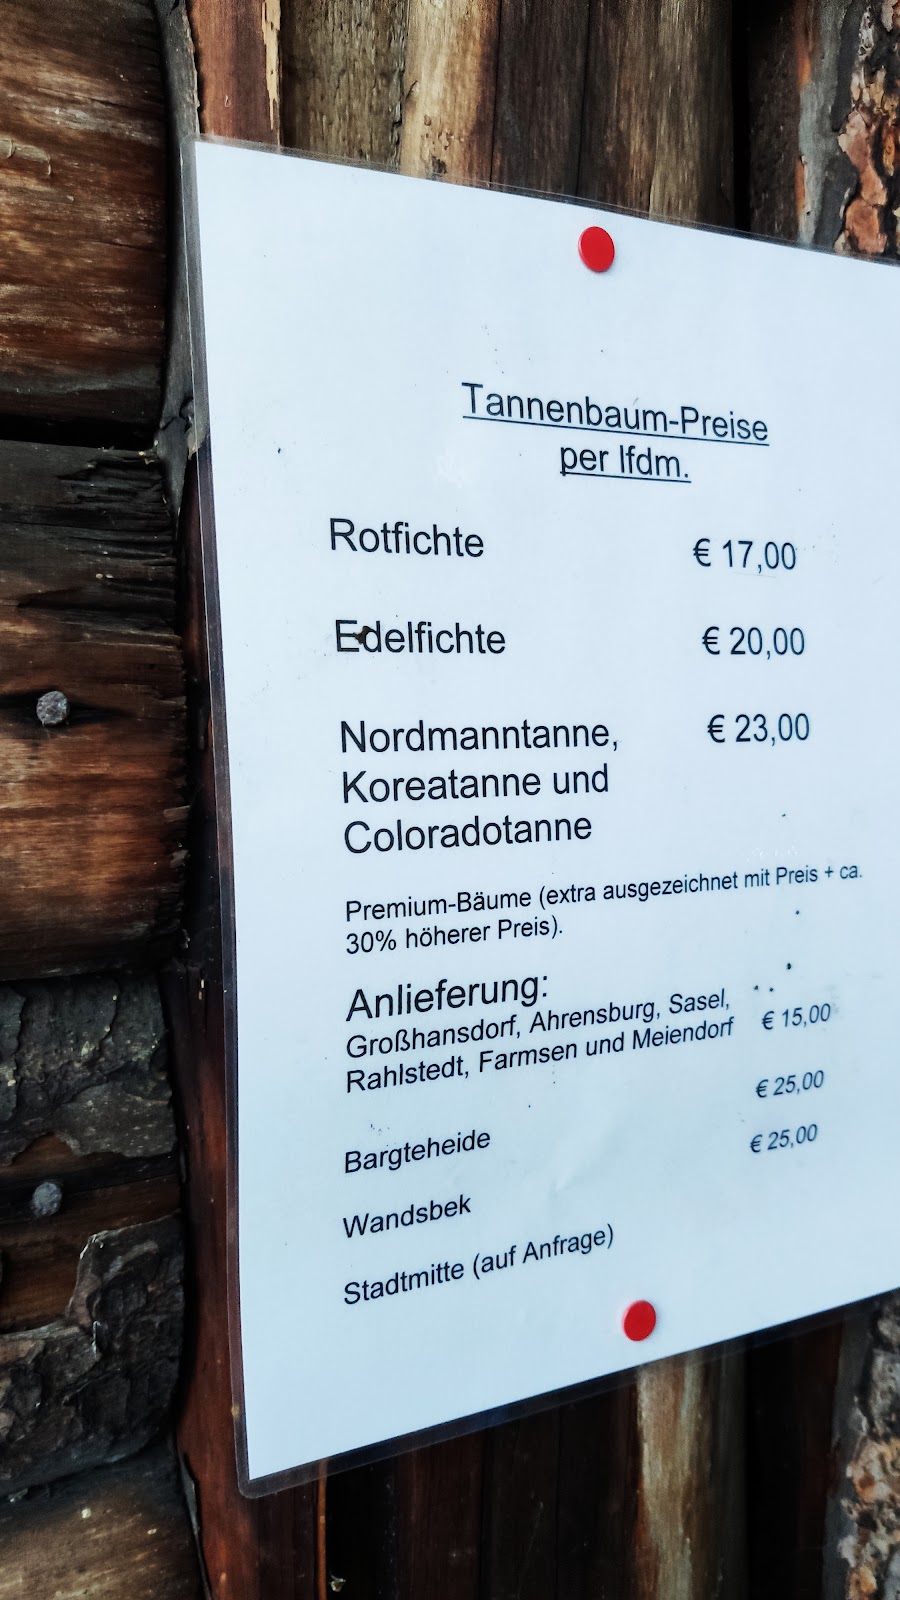 Tannenbaum-Preise
per lfdm.
Rotfichte € 17,00
Edelfichte € 20,00
Nordmanntanne, € 23,00
Koreatanne und
Coloradotanne
Premium-Bäume (extra ausgezeichnet mit Preis + ca.
30% höherer Preis).
Anlieferung:
Großhansdorf, Ahrensburg, Sasel,
Rahlstedt, Farmsen und Meiendorf € 15,00
Bargteheide € 25,00
Wandsbek € 25,00
Stadtmitte (auf Anfrage)